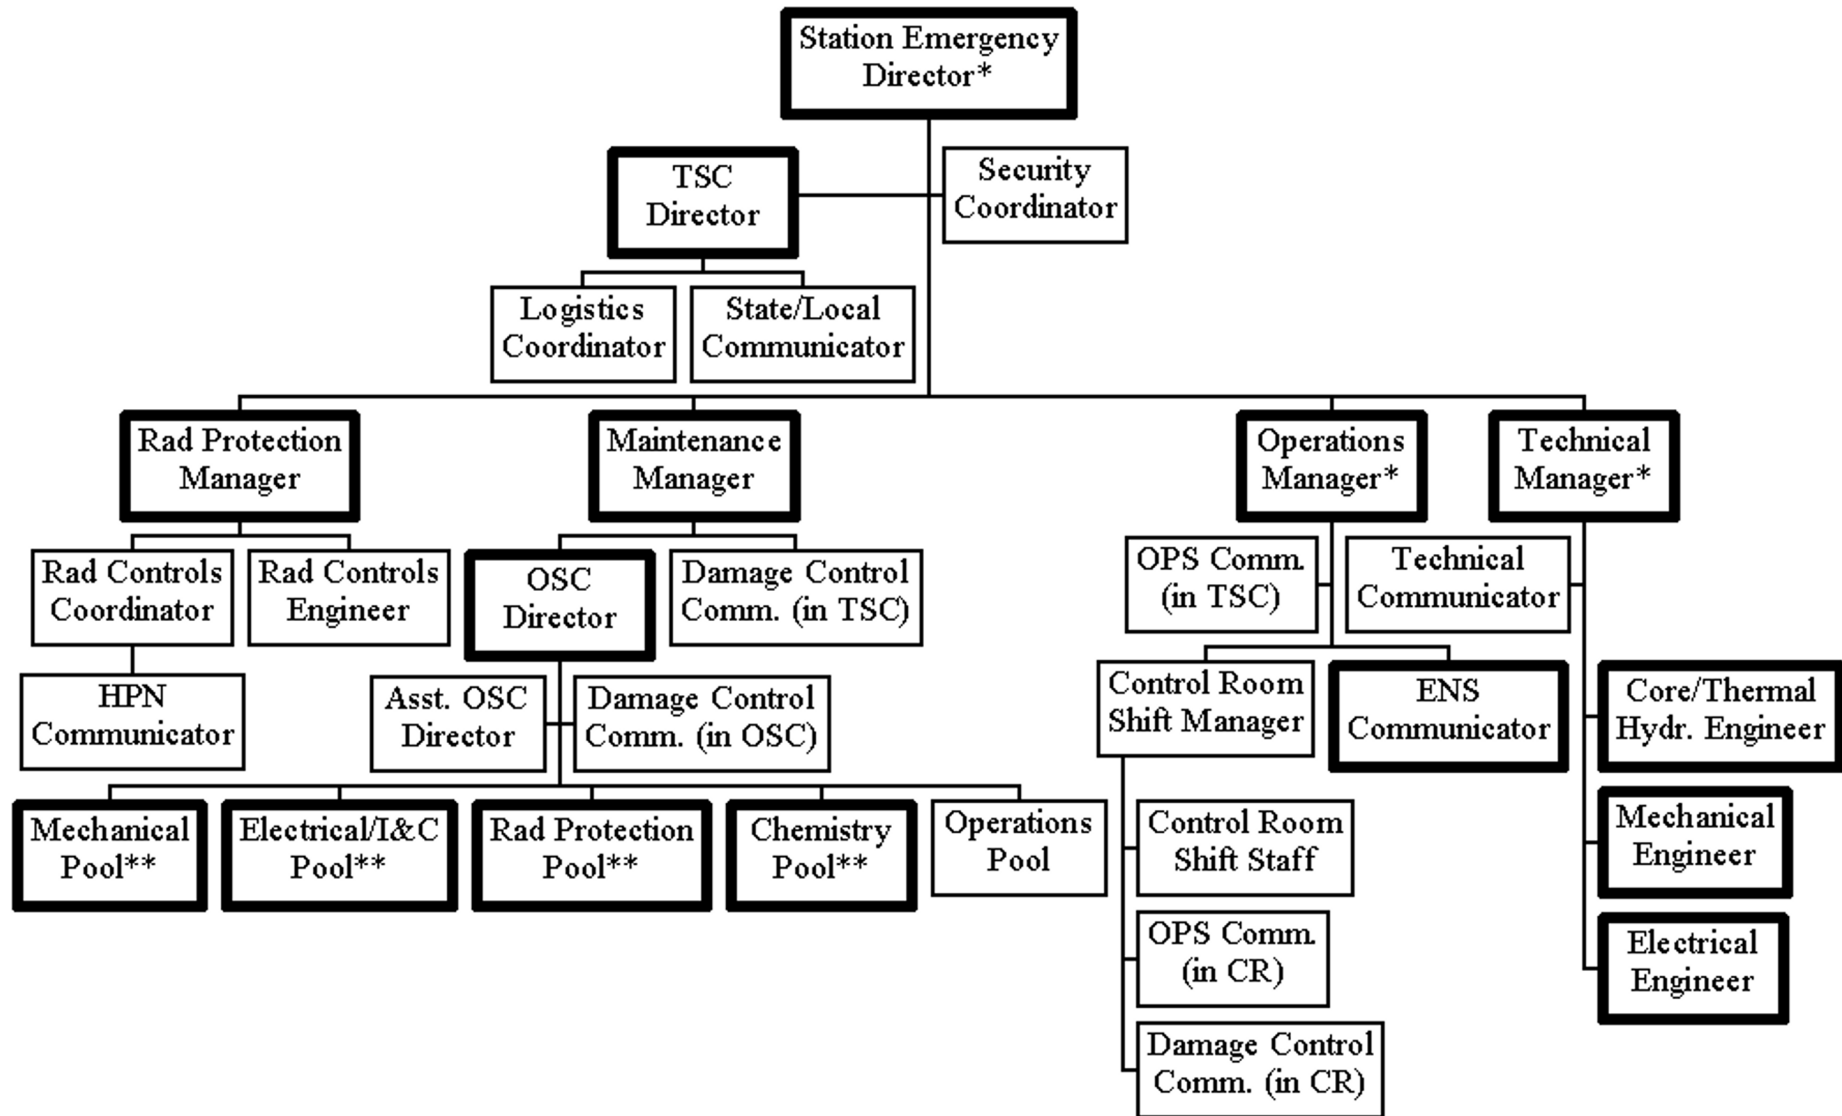 Station Emergency
Director*
TSC
Director
Security
Coordinator
Logistics
Coordinator
State/Local
Communicator
Rad Protection
Manager
Maintenance
Manager
Operations
Manager*
Technical
Manager*
Rad Controls
Coordinator
Rad Controls
Engineer
OSC
Director
Damage Control
Comm. (in TSC)
OPS Comm.
(in TSC)
Technical
Communicator
HPN
Communicator
Asst. OSC
Director
Damage Control
Comm. (in OSC)
Control Room
Shift Manager
ENS
Communicator
Core/Thermal
Hydr. Engineer
Mechanical
Pool**
Electrical/I&C
Pool**
Rad Protection
Pool**
Chemistry
Pool**
Operations
Pool
Control Room
Shift Staff
Mechanical
Engineer
OPS Comm.
(in CR)
Electrical
Engineer
Damage Control
Comm. (in CR)